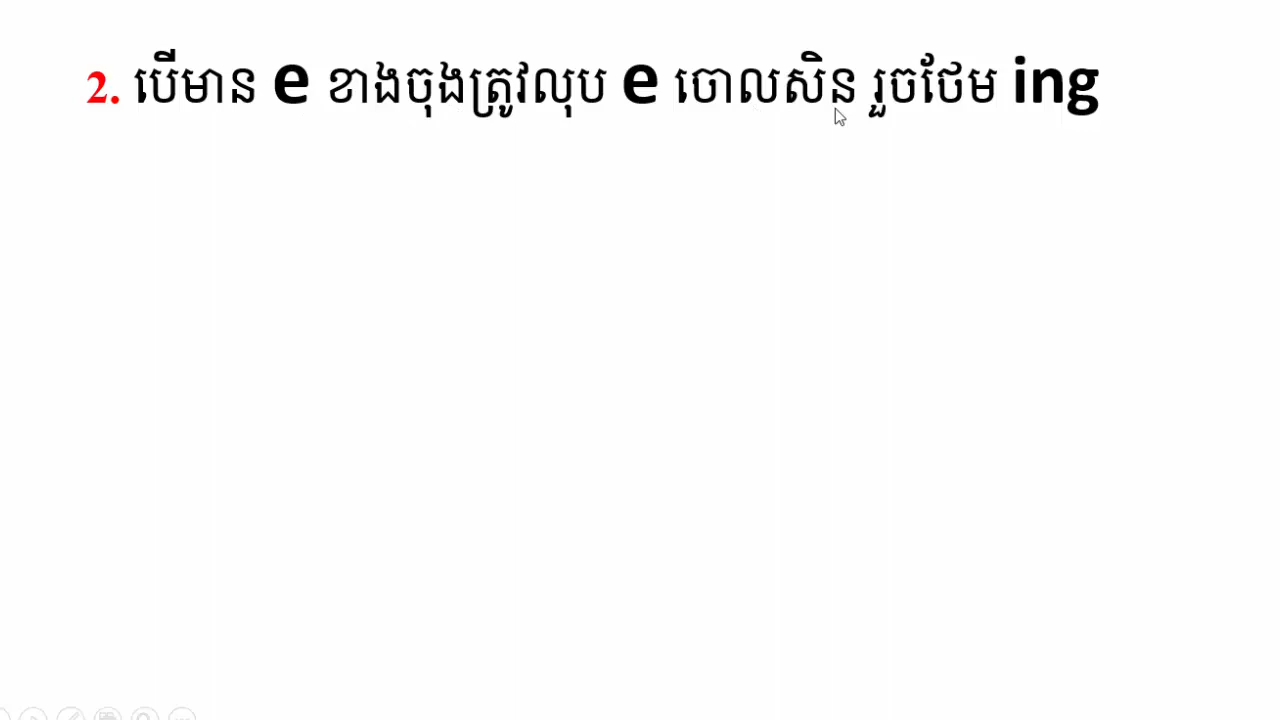 2. បើមាន e ខាងចុងត្រូវលុប e ចោលសិន រួចថែម ing